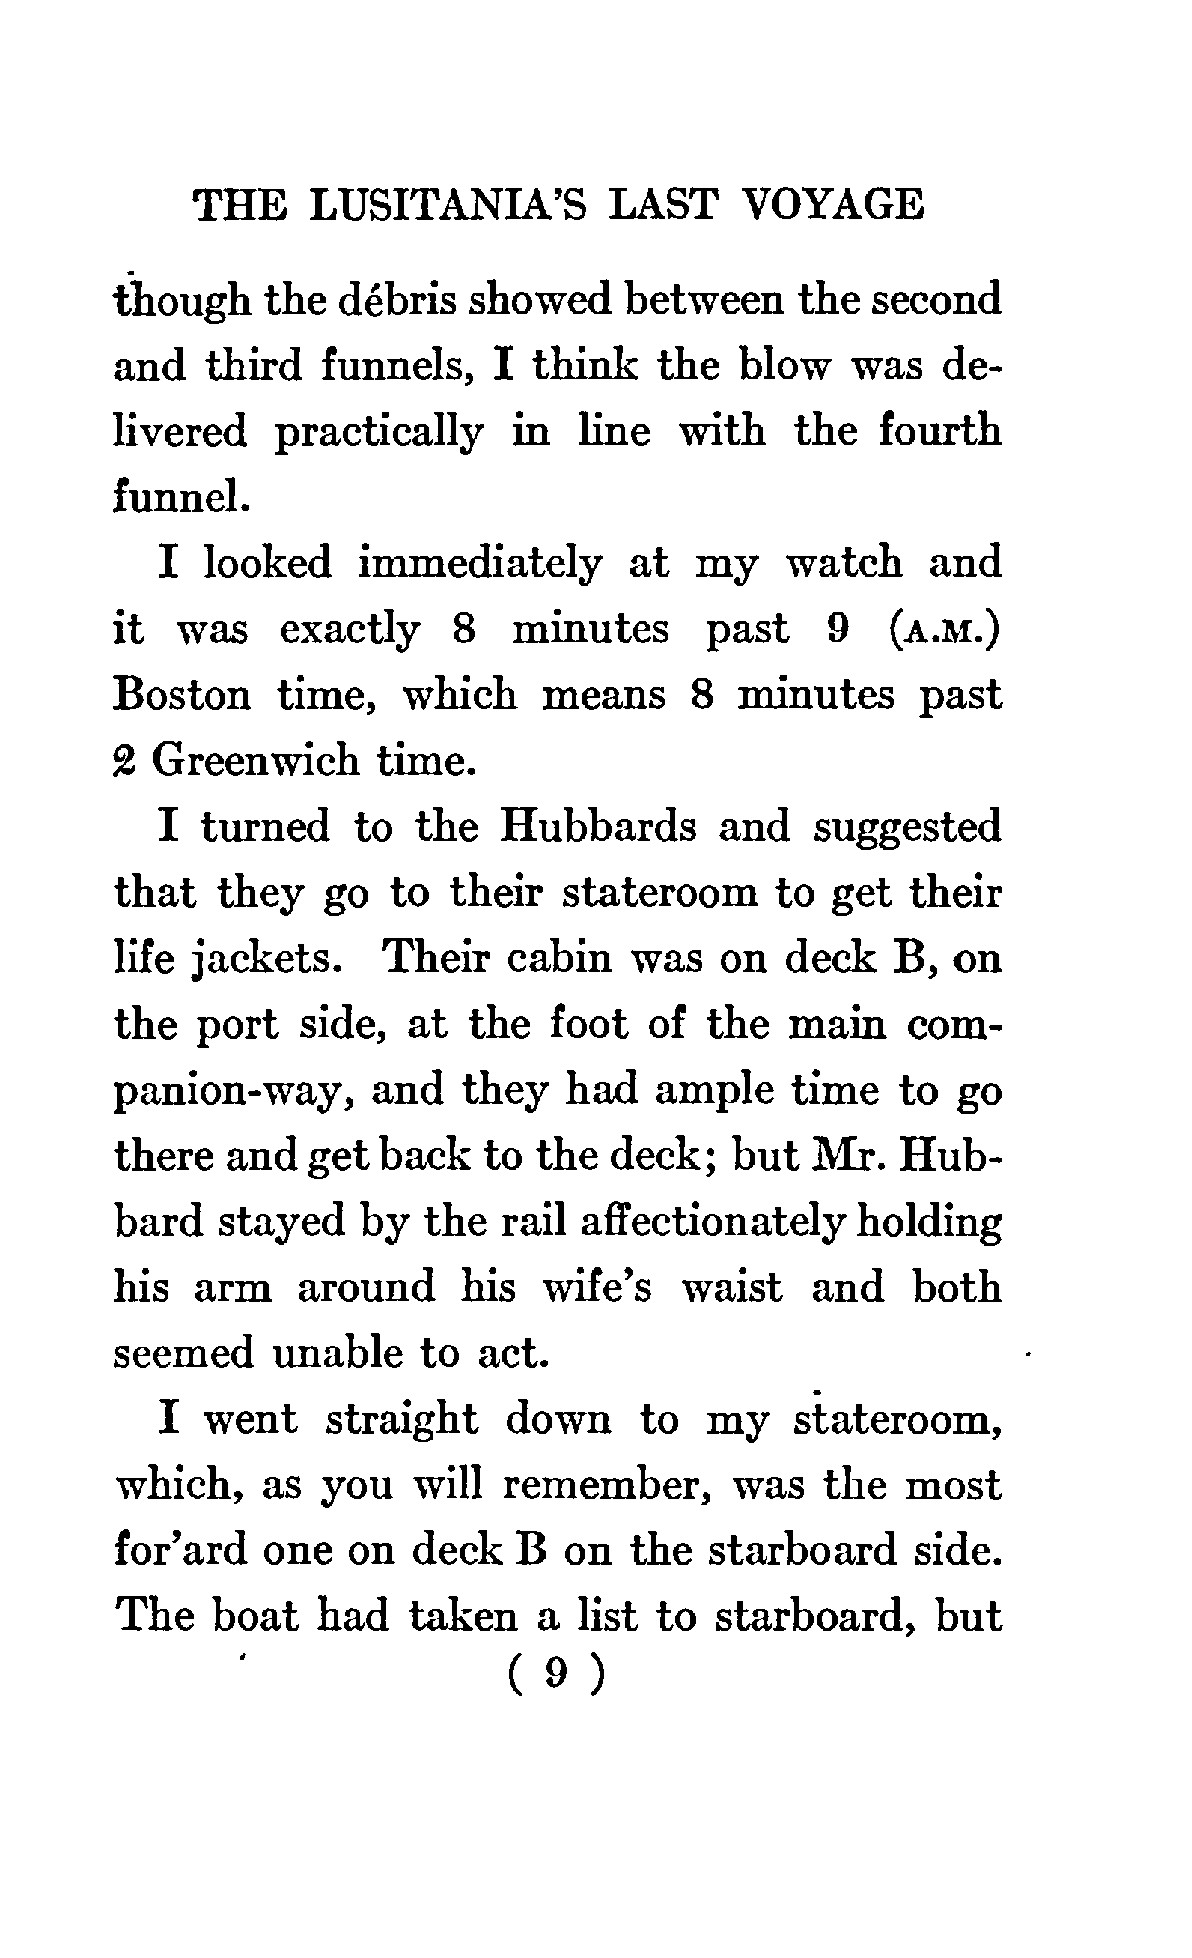 THE LUSITANIA'S LAST VOYAGE
though the débris showed between the second
and third funnels, I think the blow was de-
livered practically in line with the fourth
funnel.
I looked immediately at my watch and
it was exactly 8 minutes past 9 (A.M.)
Boston time, which means 8 minutes past
2 Greenwich time.
I turned to the Hubbards and suggested
that they go to their stateroom to get their
life jackets. Their cabin was on deck B, on
the port side, at the foot of the main com-
panion-way, and they had ample time to go
there and get back to the deck; but Mr. Hub-
bard stayed by the rail affectionately holding
his arm around his wife's waist and both
seemed unable to act.
I went straight down to my stateroom,
which, as you will remember, was the most
for'ard one on deck B on the starboard side.
The boat had taken a list to starboard, but
( 9 )